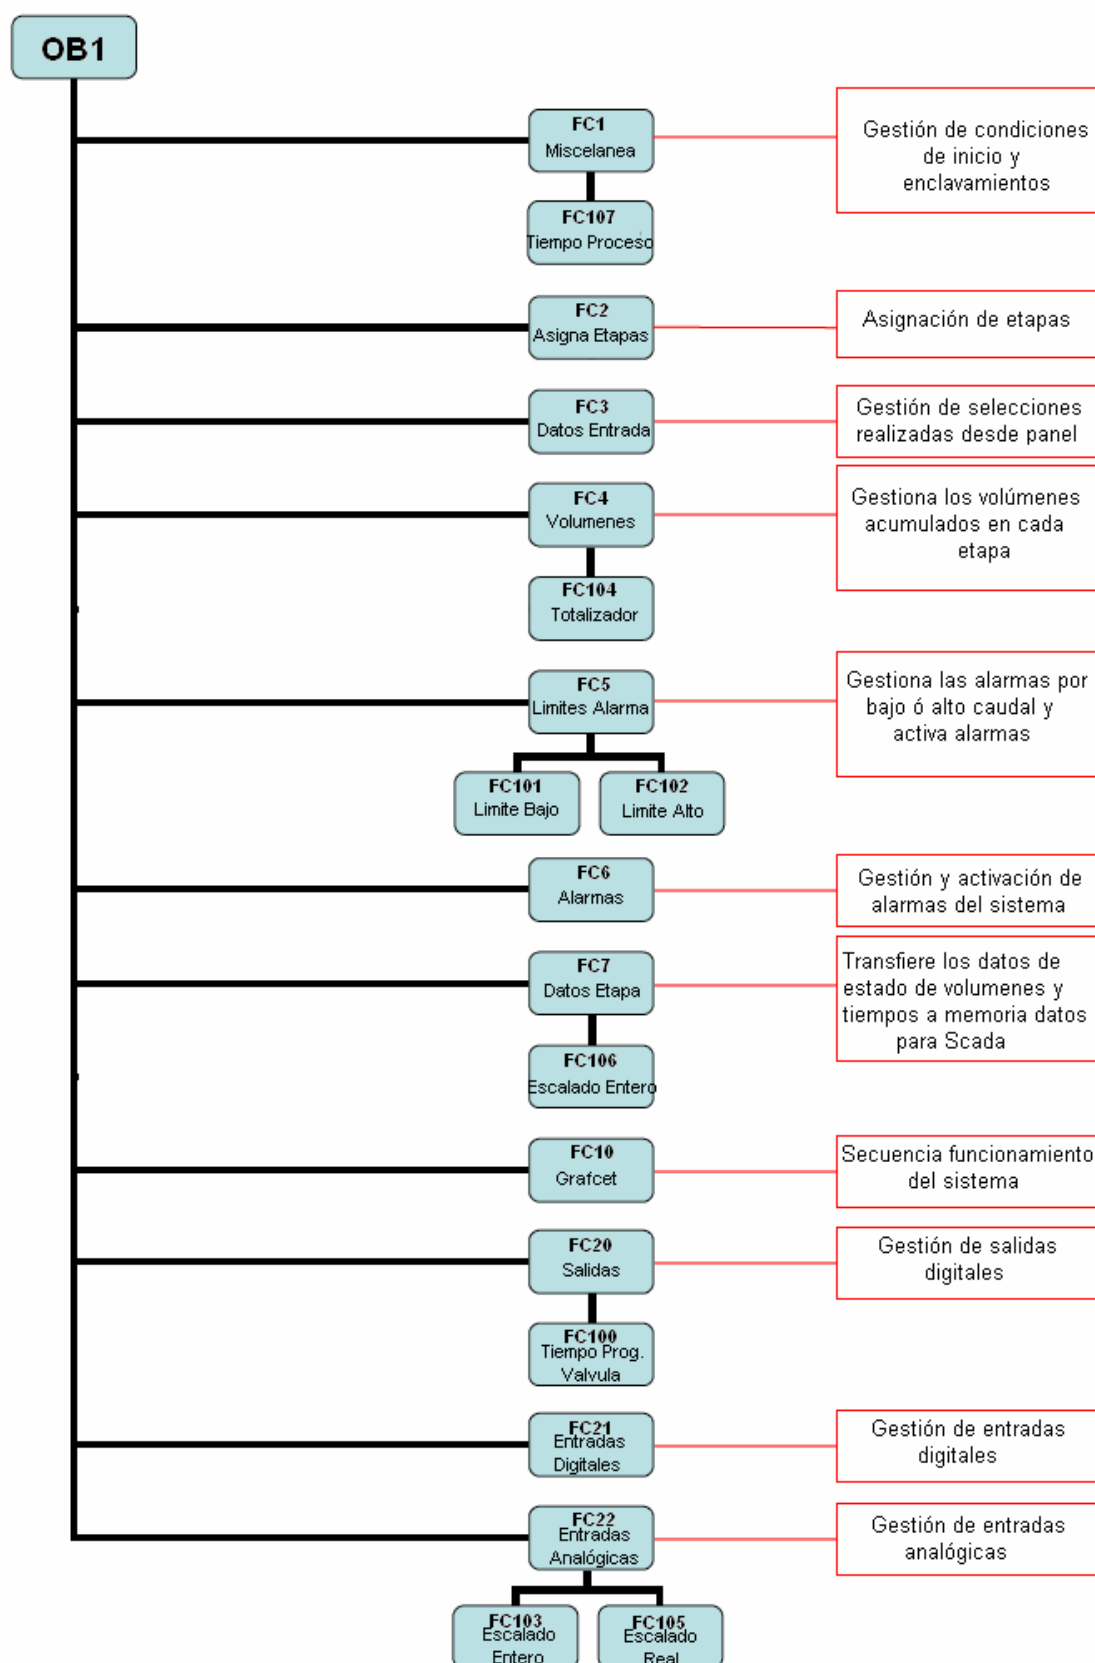 OB1
FC1
Miscelanea
Gestión de condiciones
de inicio y
enclavamientos
FC107
Tiempo Proceso
FC2
Asigna Etapas
Asignación de etapas
FC3
Datos Entrada
Gestión de selecciones
realizadas desde panel
FC4
Volumenes
Gestiona los volúmenes
acumulados en cada
etapa
FC104
Totalizador
FC5
Limites Alarma
Gestiona las alarmas por
bajo ó alto caudal y
activa alarmas
FC101
Limite Bajo
FC102
Limite Alto
FC6
Alarmas
Gestión y activación de
alarmas del sistema
FC7
Datos Etapa
Transfiere los datos de
estado de volumenes y
tiempos a memoria datos
para Scada
FC106
Escalado Entero
FC10
Grafcet
Secuencia funcionamiento
del sistema
FC20
Salidas
Gestión de salidas
digitales
FC100
Tiempo Prog.
Valvula
FC21
Entradas
Digitales
Gestión de entradas
digitales
FC22
Entradas
Analógicas
Gestión de entradas
analógicas
FC103
Escalado
Entero
FC105
Escalado
Real